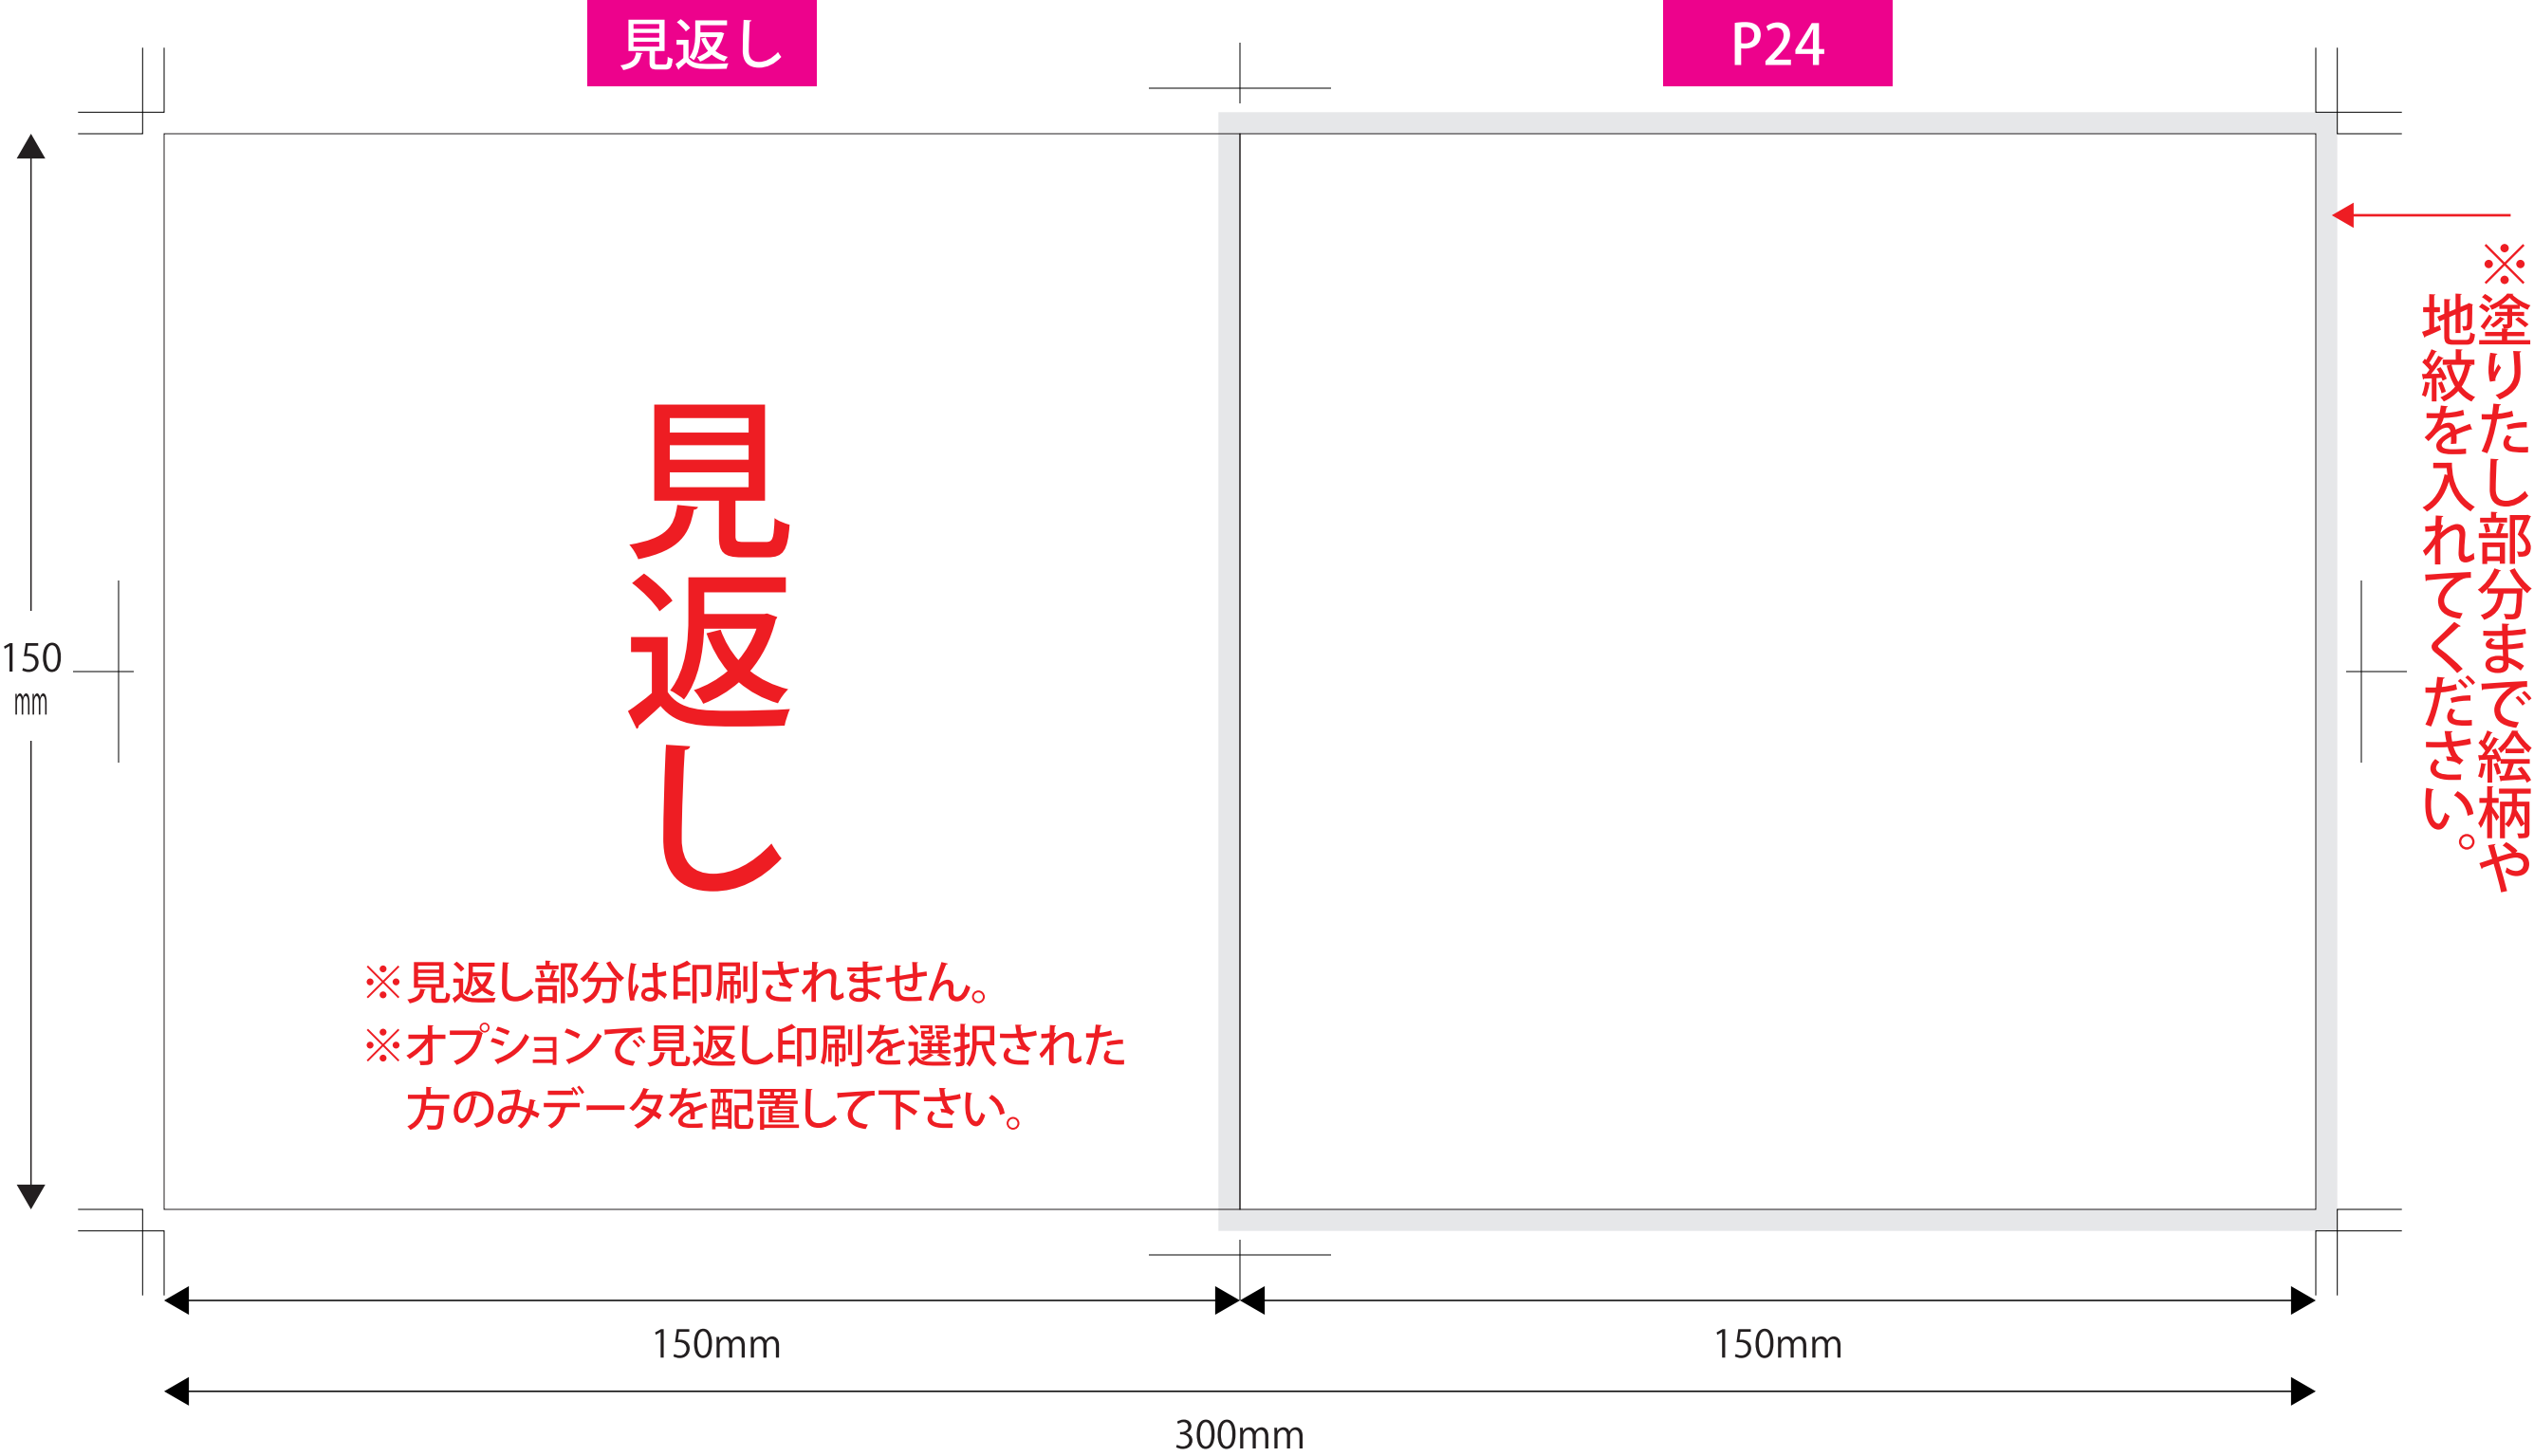 見返し
P24
※塗りたし部分まで絵柄や
地紋を入れてください。
150
mm
見返し
※見返し部分は印刷されません。
※オプションで見返し印刷を選択された
方のみデータを配置して下さい。
150mm
150mm
300mm